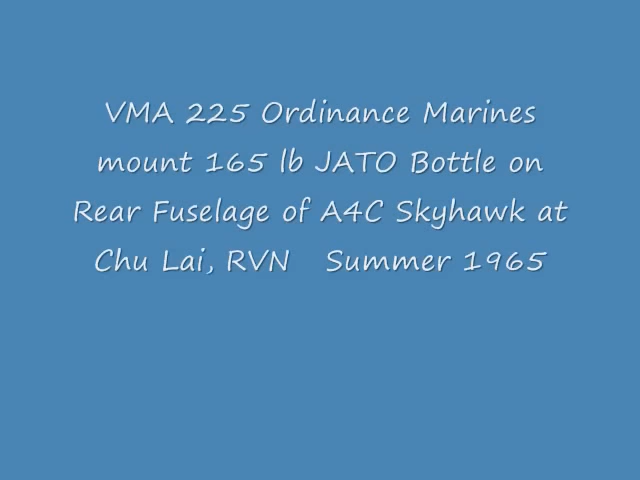 VMA 225 Ordinance Marines
mount 165 lb JATO Bottle on
Rear Fuselage of A4C Skyhawk at
Chu Lai, RVN   Summer 1965